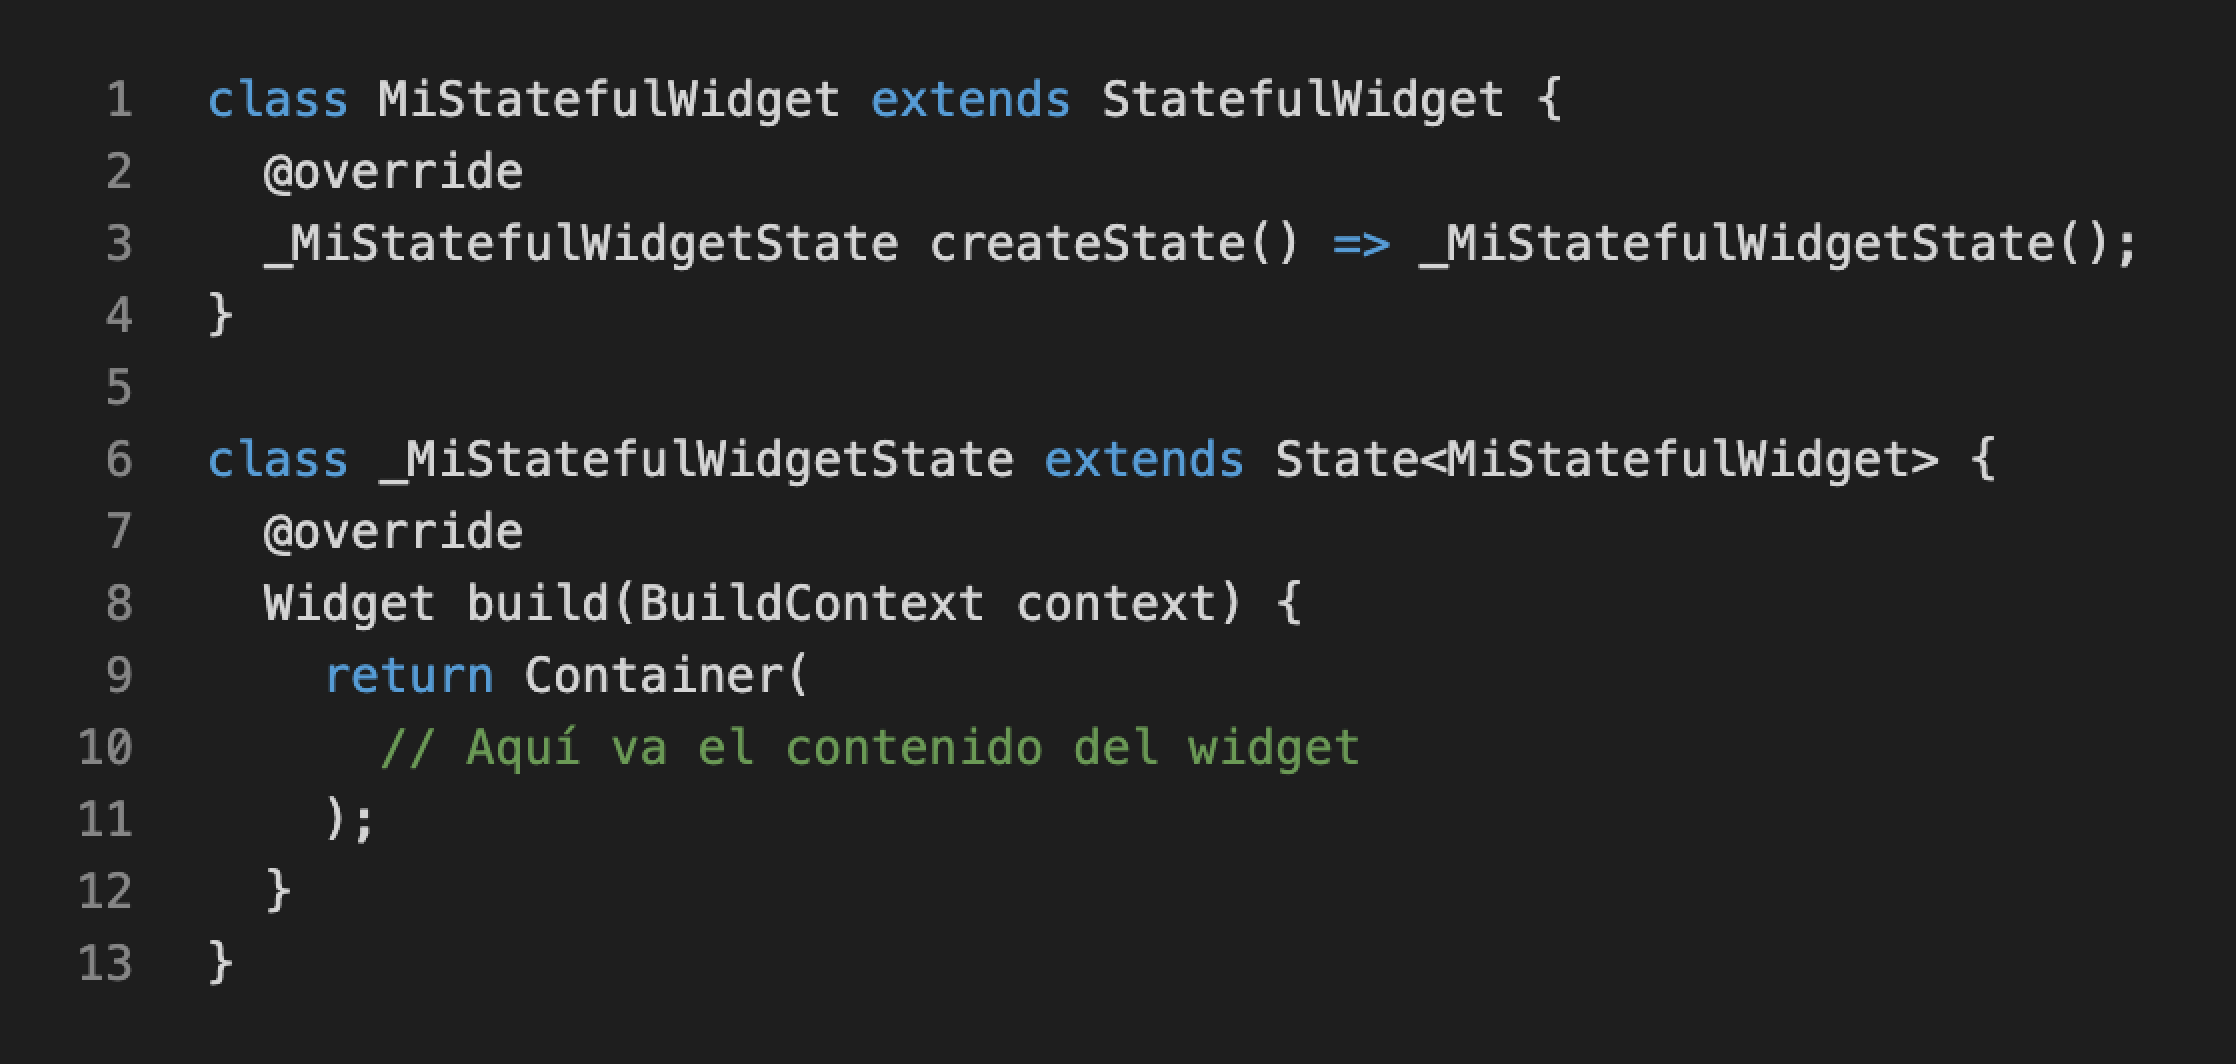 1 class MiStatefulWidget extends StatefulWidget {
2   @override
3   _MiStatefulWidgetState createState() => _MiStatefulWidgetState();
4 }
5
6 class _MiStatefulWidgetState extends State<MiStatefulWidget> {
7   @override
8   Widget build(BuildContext context) {
9     return Container(
10       // Aquí va el contenido del widget
11     );
12   }
13 }